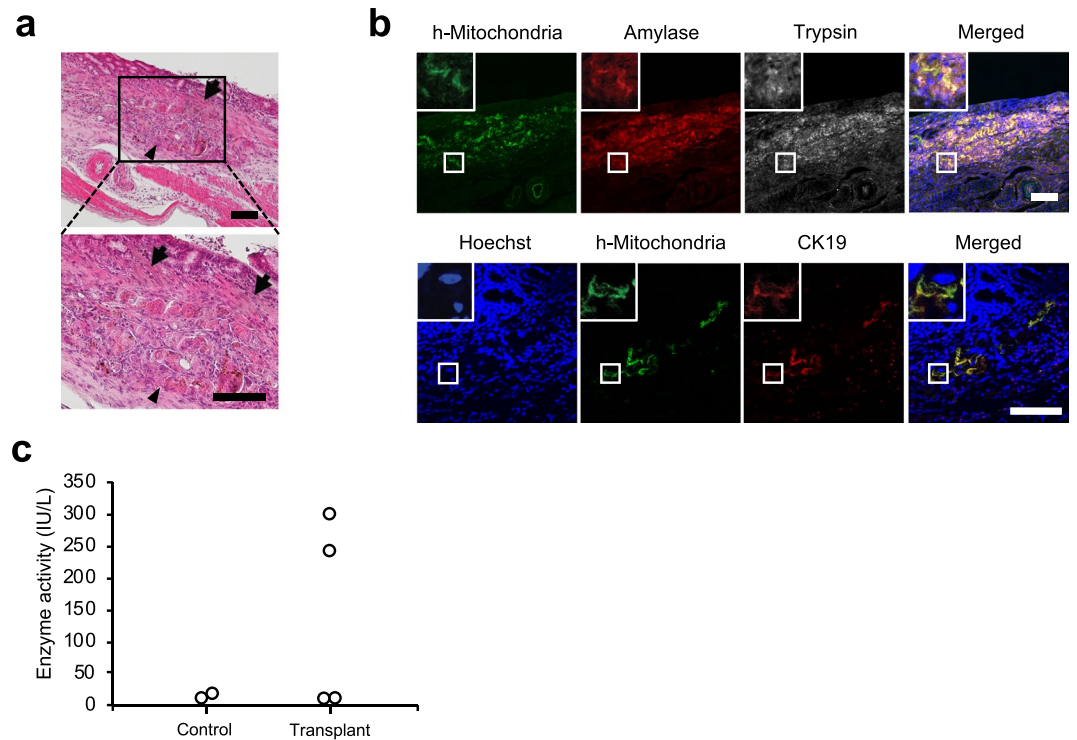 a
b
h-Mitochondria Amylase Trypsin Merged
Hoechst h-Mitochondria CK19 Merged
c
Enzyme activity (IU/L)
350
300
250
200
150
100
50
0
Control Transplant